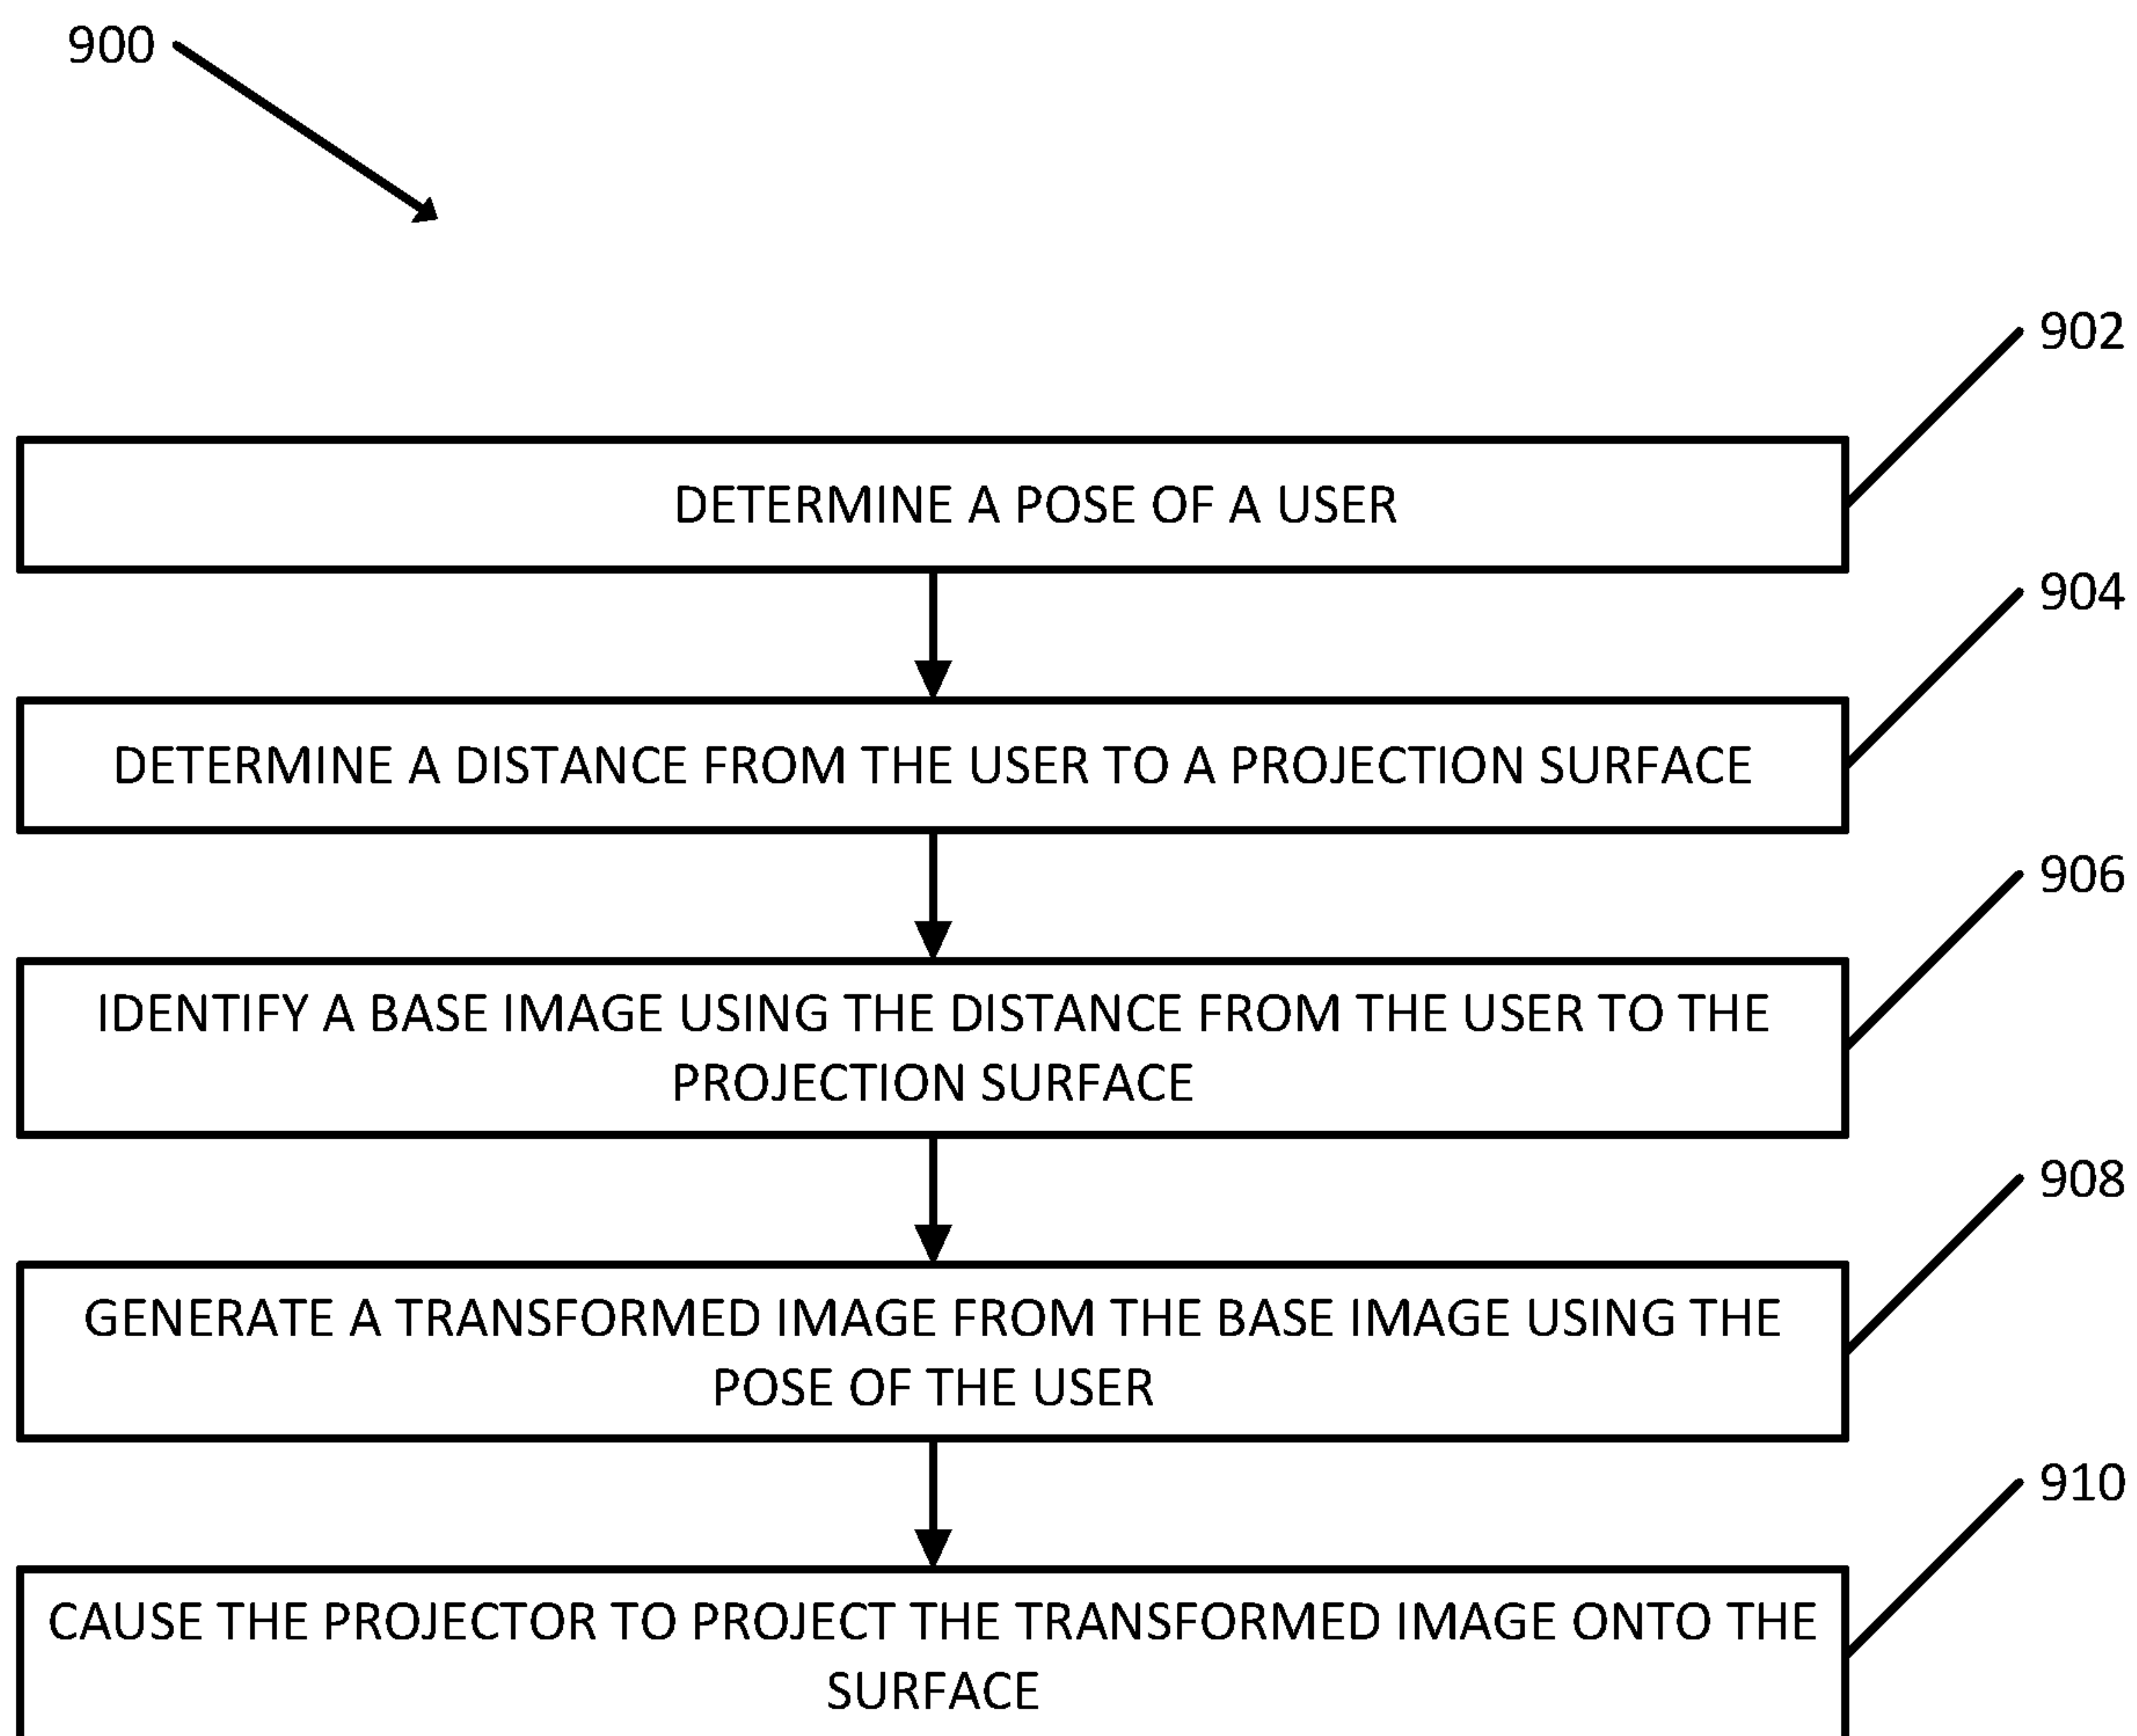 900
902
DETERMINE A POSE OF A USER
904
DETERMINE A DISTANCE FROM THE USER TO A PROJECTION SURFACE
906
IDENTIFY A BASE IMAGE USING THE DISTANCE FROM THE USER TO THE
PROJECTION SURFACE
908
GENERATE A TRANSFORMED IMAGE FROM THE BASE IMAGE USING THE
POSE OF THE USER
910
CAUSE THE PROJECTOR TO PROJECT THE TRANSFORMED IMAGE ONTO THE
SURFACE